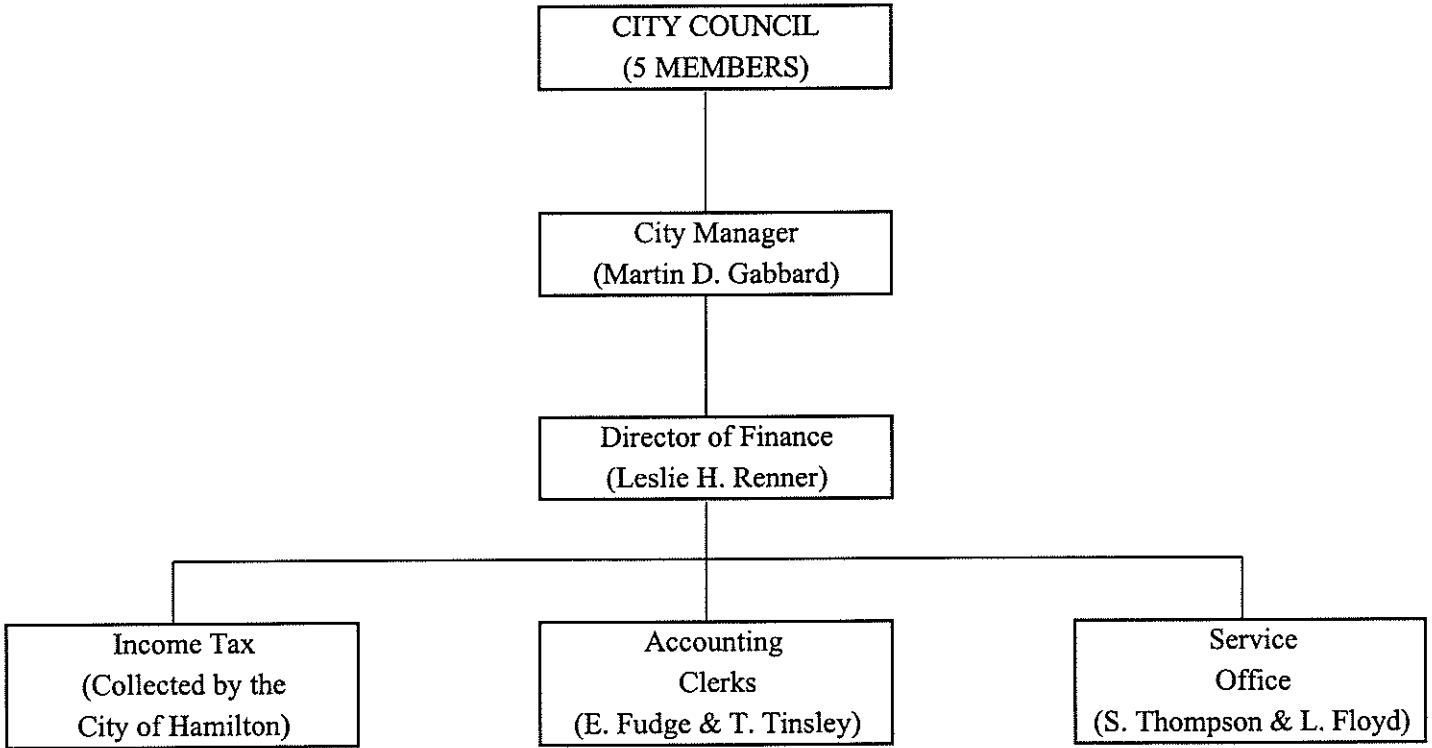 CITY COUNCIL
(5 MEMBERS)
City Manager
(Martin D. Gabbard)
Director of Finance
(Leslie H. Renner)
Income Tax
(Collected by the
City of Hamilton)
Accounting
Clerks
(E. Fudge & T. Tinsley)
Service
Office
(S. Thompson & L. Floyd)